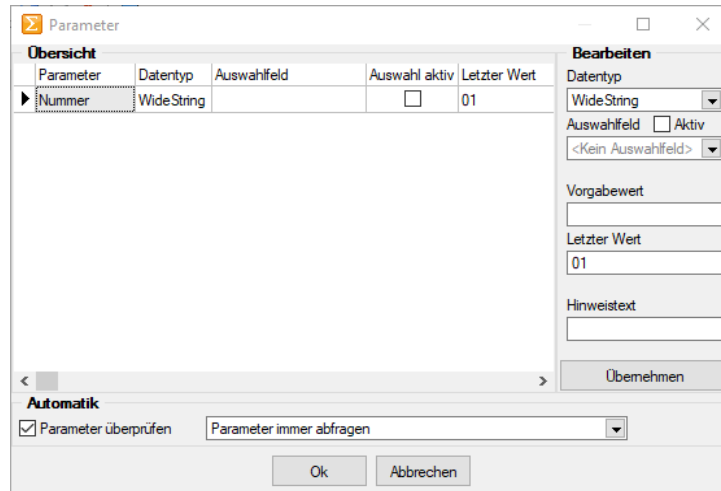 Parameter
Übersicht
Parameter Datentyp Auswahlfeld Auswahl aktiv Letzter Wert
Nummer WideString 01
Bearbeiten
Datentyp
WideString
Auswahlfeld Aktiv
<Kein Auswahlfeld>
Vorgabewert
Letzter Wert
01
Hinweistext
Übernehmen
Automatik
Parameter überprüfen Parameter immer abfragen
Ok Abbrechen